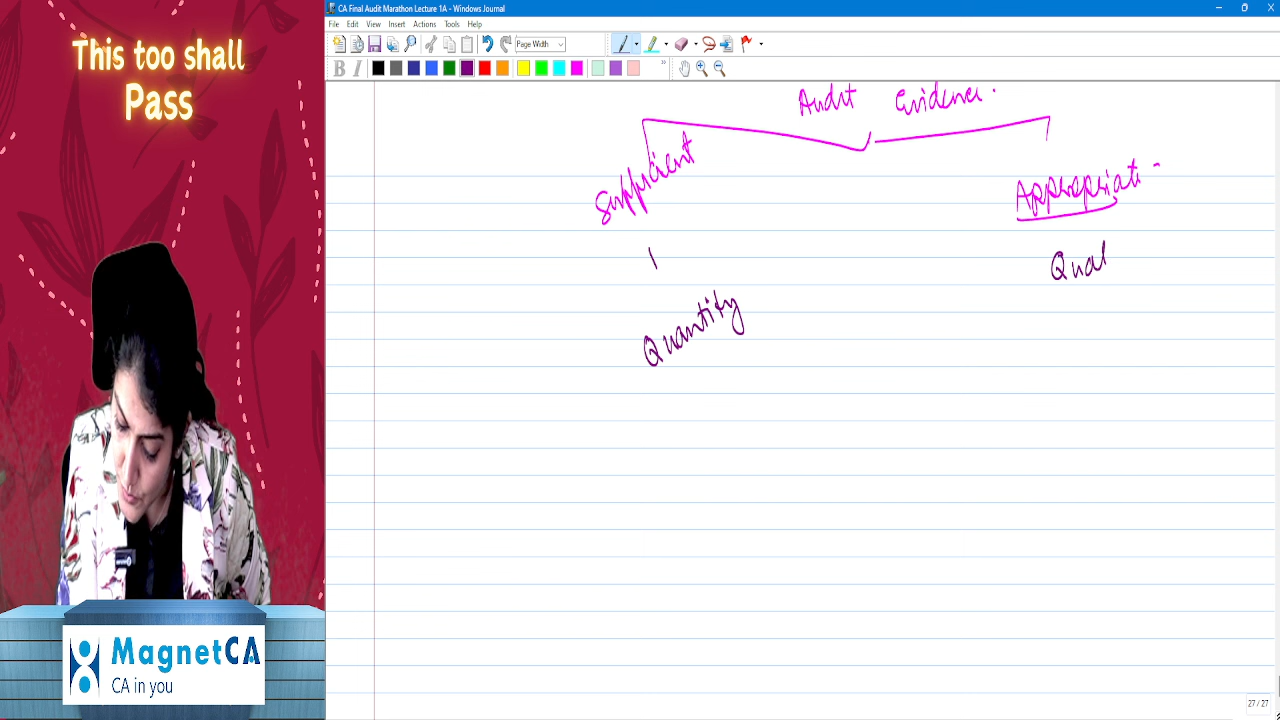 This too shall
Pass
CA Final Audit Marathon Lecture 1A - Windows Journal
File Edit View Insert Actions Tools Help
Page Width
B I
Audit Evidence.
Sufficient
Appropriate
Quantity
Qual
27 / 27
MagnetCA
CA in you